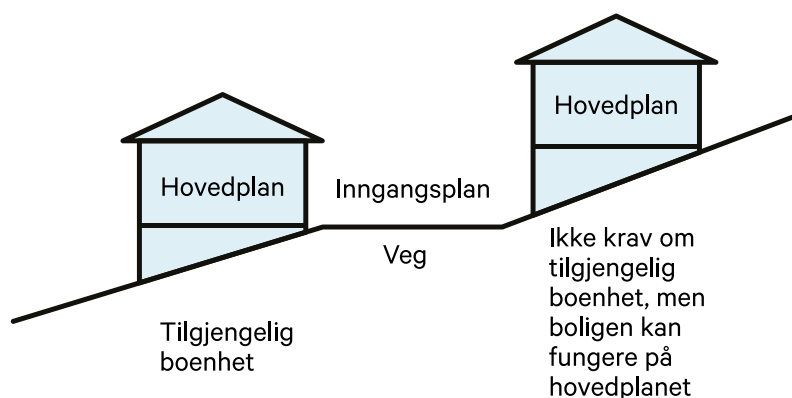 Hovedplan
Hovedplan
Inngangsplan
Veg
Tilgjengelig
boenhet
Ikke krav om
tilgjengelig
boenhet, men
boligen kan
fungere på
hovedplanet